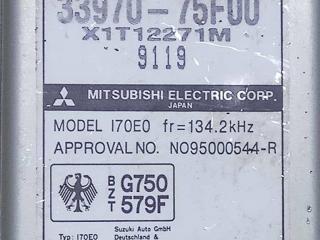 33970-75F00
X1T12271M
9119
MITSUBISHI ELECTRIC CORP.
JAPAN
MODEL I70E0 fr=134.2kHz
APPROVAL NO. NO95000544-R
BZT G750
579F
Suzuki Auto GmbH
Typ: I70E0 Deutschland &